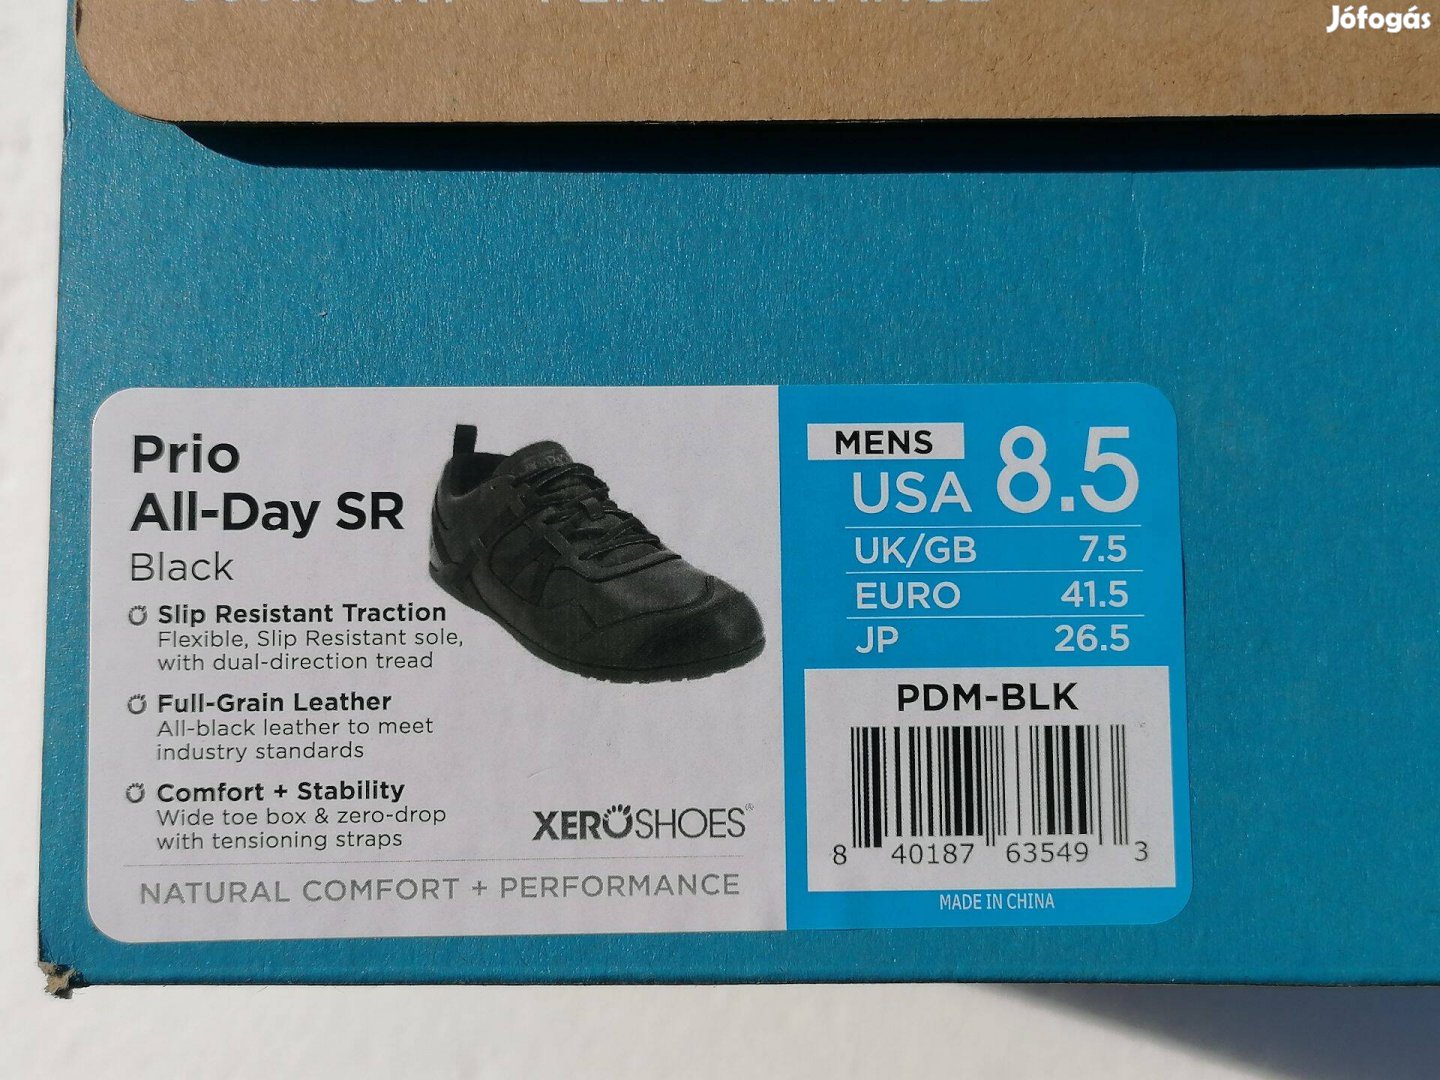 Jófogás
Prio
All-Day SR
Black
Slip Resistant Traction
Flexible, Slip Resistant sole,
with dual-direction tread
Full-Grain Leather
All-black leather to meet
industry standards
Comfort + Stability
Wide toe box & zero-drop
with tensioning straps
XEROSHOES®
NATURAL COMFORT + PERFORMANCE
MENS
USA 8.5
UK/GB 7.5
EURO 41.5
JP 26.5
PDM-BLK
8 40187 63549 3
MADE IN CHINA